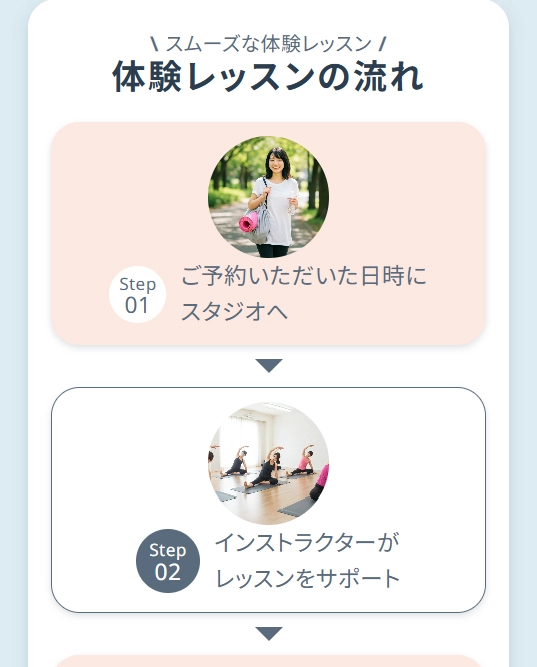 \ スムーズな体験レッスン /
体験レッスンの流れ
Step
01
ご予約いただいた日時に
スタジオへ
Step
02
インストラクターが
レッスンをサポート